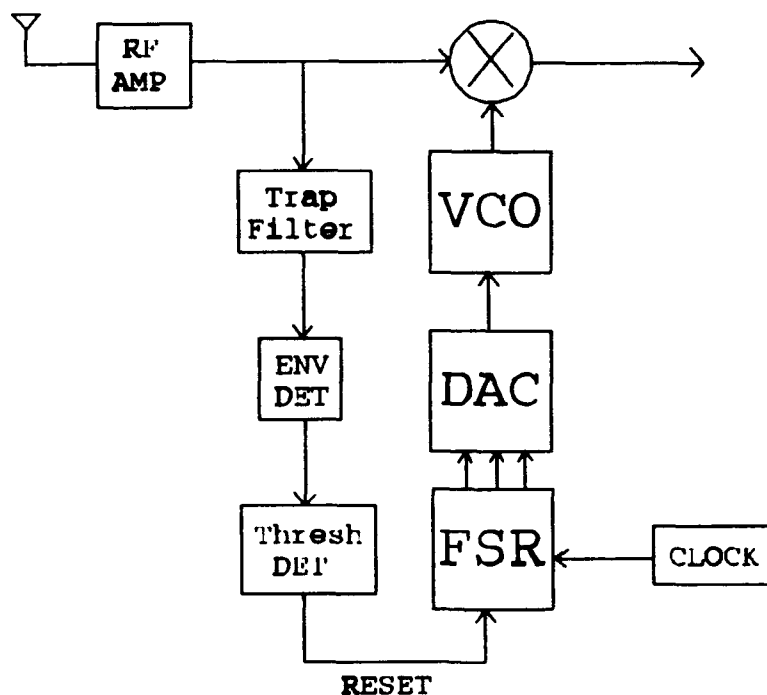 RF
AMP
Trap
Filter
VCO
ENV
DET
DAC
Thresh
DET
FSR
CLOCK
RESET